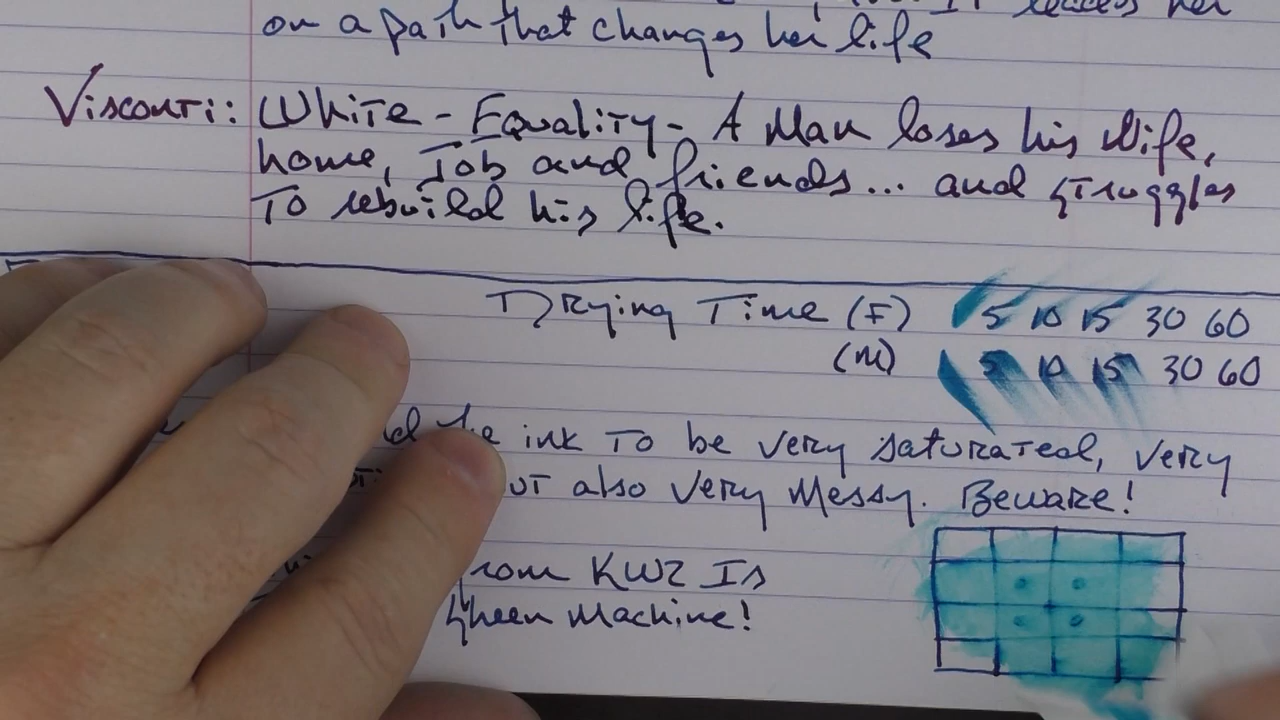 her
on a path that changes her life
Visconti: White - Equality - A Man loses his Wife,
home, Job and friends... and struggles
To rebuild his life.
Drying Time (F) 5 10 15 30 60
(M) 5 10 15 30 60
ink To be very saturated, very
also very Messy. Beware!
from KWZ Is
Sheen Machine!